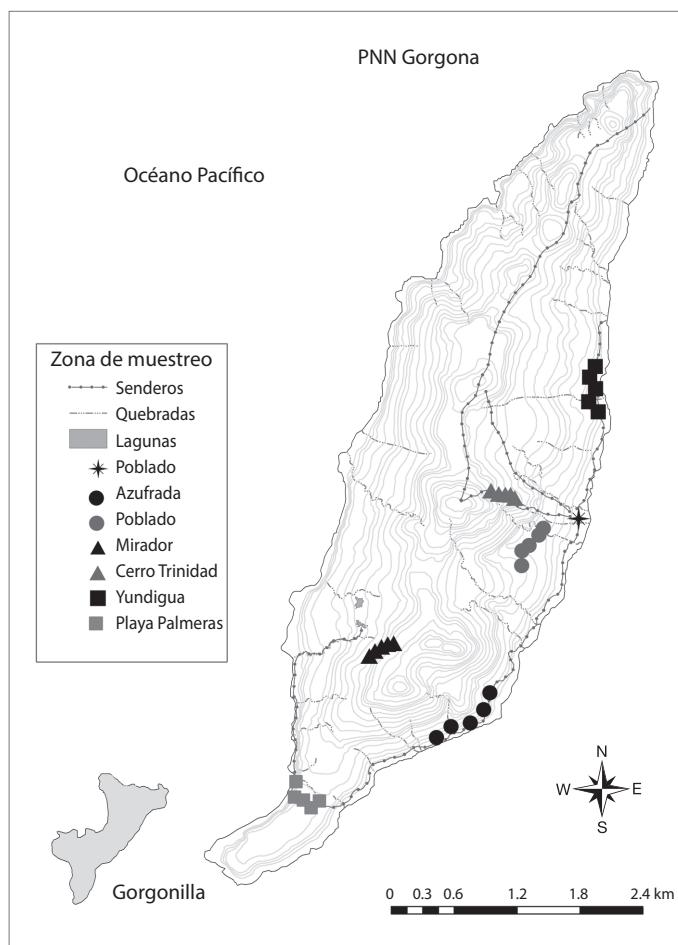 PNN Gorgona
Océano Pacífico
Zona de muestreo
Senderos
Quebradas
Lagunas
Poblado
Azufrada
Poblado
Mirador
Cerro Trinidad
Yundigua
Playa Palmeras
N
W E
S
Gorgonilla
0 0.3 0.6 1.2 1.8 2.4 km